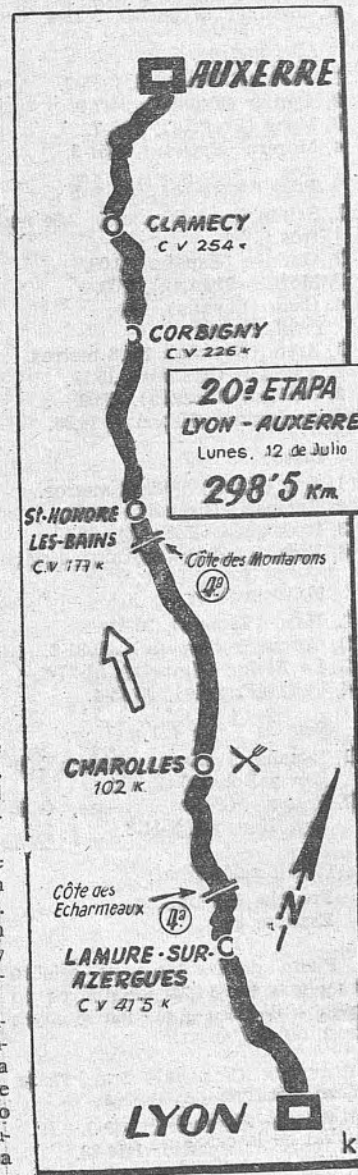 AUXERRE
CLAMECY
C V 254 K
CORBIGNY
C V 226 K
20ª ETAPA
LYON - AUXERRE
Lunes, 12 de Julio
298'5 Km.
St-HONORE
LES-BAINS
C.V 177 K
Côte des Montarons
4ª
CHAROLLES
102 K.
Côte des
Echarmeaux
4ª
N
LAMURE-SUR-
AZERGUES
C V 41'5 K
LYON
k